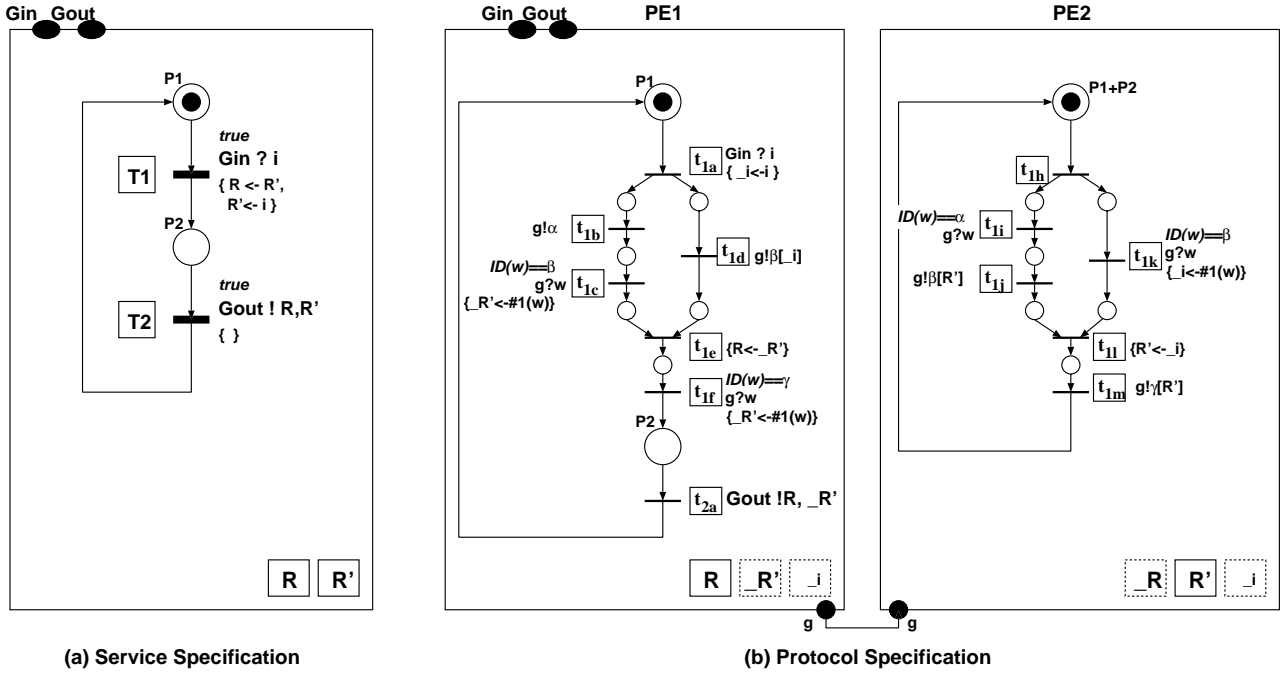 Gin Gout
P1
true
Gin ? i
T1
{ R <- R',
R'<- i }
P2
true
Gout ! R,R'
T2
{ }
R R'
(a) Service Specification
Gin Gout PE1
P1
t1a
Gin ? i
{ _i<-i }
g!α t1b
t1d g!β[_i]
ID(w)==β
g?w t1c
{_R'<-#1(w)}
t1e {R<-_R'}
ID(w)==γ
t1f g?w
{_R'<-#1(w)}
P2
t2a Gout !R, _R'
R _R' _i
g
PE2
P1+P2
t1h
ID(w)==α
g?w t1i
ID(w)==β
t1k g?w
{_i<-#1(w)}
g!β[R'] t1j
t1l {R'<-_i}
t1m g!γ[R']
_R R' _i
g
(b) Protocol Specification